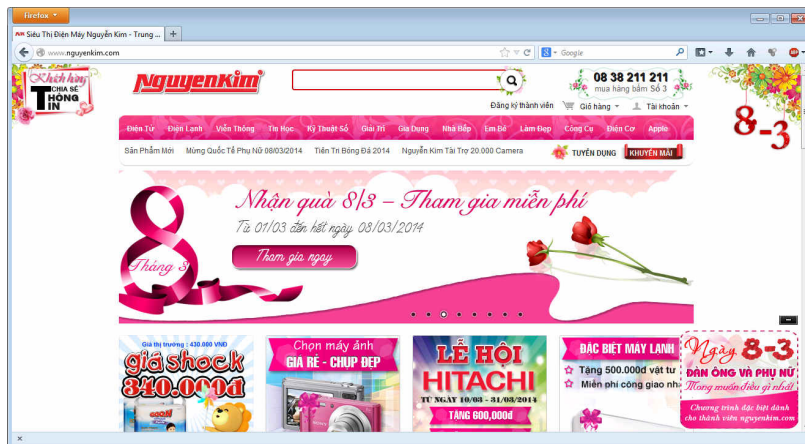 Firefox
Siêu Thị Điện Máy Nguyễn Kim - Trung ...
www.nguyenkim.com
Google
Khách hàng
CHIA SẺ
THÔNG
TIN
NguyenKim
08 38 211 211
mua hàng bấm Số 3
Đăng ký thành viên
Giỏ hàng
Tài khoản
8-3
Điện Tử Điện Lạnh Viễn Thông Tin Học Kỹ Thuật Số Giải Trí Gia Dụng Nhà Bếp Em Bé Làm Đẹp Công Cụ Điện Cơ Apple
Sản Phẩm Mới Mừng Quốc Tế Phụ Nữ 08/03/2014 Tiên Tri Bóng Đá 2014 Nguyễn Kim Tài Trợ 20.000 Camera
TUYỂN DỤNG
KHUYẾN MÃI
Nhận quà 8|3 – Tham gia miễn phí
Từ 01/03 đến hết ngày 08/03/2014
Tham gia ngay
Tháng 3
Giá thị trường : 430.000 VNĐ
giá shock
340.000đ
Chọn máy ảnh
GIÁ RẺ - CHỤP ĐẸP
LỄ HỘI
HITACHI
TỪ NGÀY 10/03 - 31/03/2014
TẶNG 600,000đ
ĐẶC BIỆT MÁY LẠNH
Tặng 500.000đ vật tư
Miễn phí công giao nh
Ngày 8-3
ĐÀN ÔNG VÀ PHỤ NỮ
Mong muốn điều gì nhất
Chương trình đặc biệt dành
cho thành viên nguyenkim.com